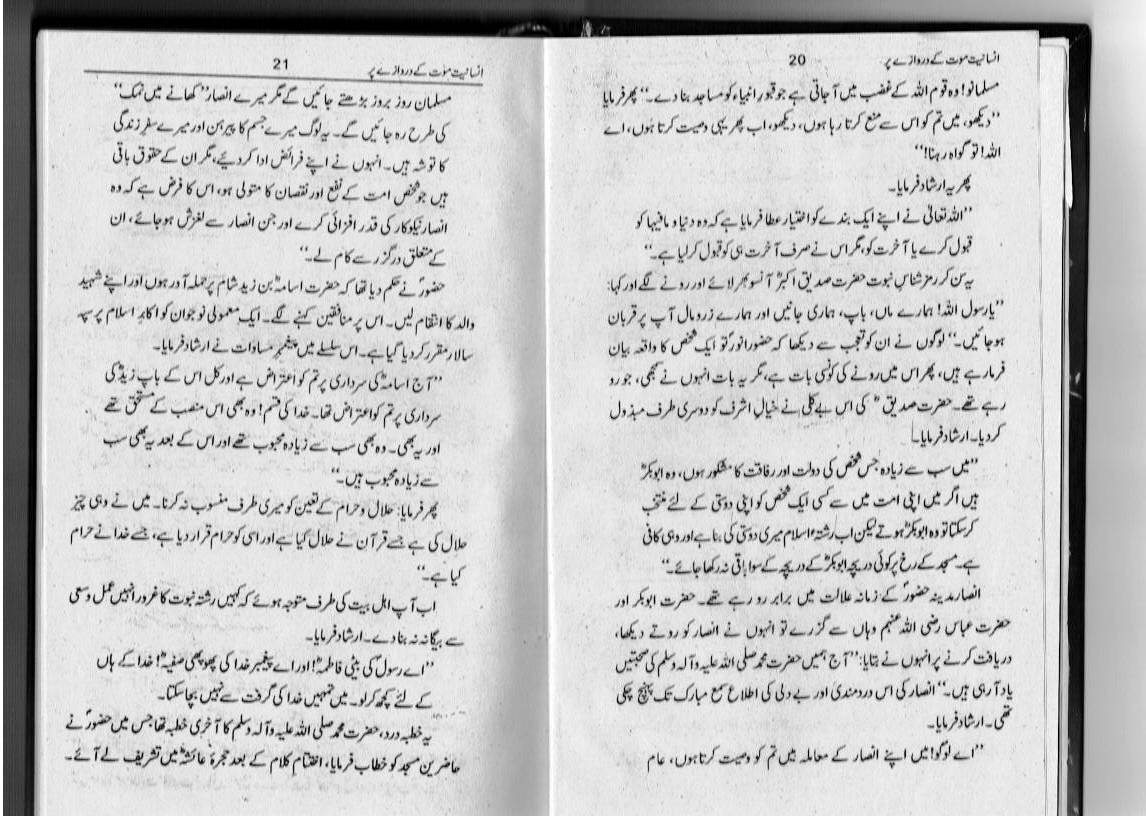 انسانیت موت کے دروازے پر 20
مسلمانو! وہ قوم اللہ کے غضب میں آجاتی ہے جو قبور انبیاء کو مساجد بنا دے۔“ پھر فرمایا
”دیکھو، میں تم کو اس سے منع کرتا رہا ہوں، دیکھو، اب پھر یہی وصیت کرتا ہوں، اے
اللہ! تو گواہ رہنا!“
پھر یہ ارشاد فرمایا۔
”اللہ تعالیٰ نے اپنے ایک بندے کو اختیار عطا فرمایا ہے کہ وہ دنیا و مافیہا کو
قبول کرے یا آخرت کو، مگر اس نے صرف آخرت ہی کو قبول کر لیا ہے۔“
یہ سن کر رمز شناسِ نبوت حضرت صدیق اکبرؓ آنسو بھر لائے اور رونے لگے اور کہا:
”یا رسول اللہ! ہمارے ماں، باپ، ہماری جانیں اور ہمارے زر و مال آپ پر قربان
ہو جائیں۔“ لوگوں نے ان کو تعجب سے دیکھا کہ حضور انورؐ تو ایک شخص کا واقعہ بیان
فرما رہے ہیں، پھر اس میں رونے کی کونسی بات ہے، مگر یہ بات انہوں نے سمجھی، جو رو
رہے تھے۔ حضرت صدیقؓ کی اس بے کلی نے خیالِ اشرف کو دوسری طرف مبذول
کر دیا۔ ارشاد فرمایا۔
”میں سب سے زیادہ جس شخص کی دولت اور رفاقت کا مشکور ہوں، وہ ابوبکرؓ
ہیں اگر میں اپنی امت میں سے کسی ایک شخص کو اپنی دوستی کے لئے منتخب
کر سکتا تو وہ ابوبکرؓ ہوتے لیکن اب رشتۂ اسلام میری دوستی کی بنا ہے اور وہی کافی
ہے۔ مسجد کے رخ پر کوئی دریچہ ابوبکرؓ کے دریچہ کے سوا باقی نہ رکھا جائے۔“
انصارِ مدینہ حضورؐ کے زمانہ علالت میں برابر رو رہے تھے۔ حضرت ابوبکر اور
حضرت عباس رضی اللہ عنہم وہاں سے گزرے تو انہوں نے انصار کو روتے دیکھا،
دریافت کرنے پر انہوں نے بتایا: ”آج ہمیں حضرت محمد صلی اللہ علیہ وآلہ وسلم کی صحبتیں
یاد آ رہی ہیں۔“ انصار کی اس دردمندی اور بے دلی کی اطلاع سمع مبارک تک پہنچ چکی
تھی۔ ارشاد فرمایا۔
”اے لوگو! میں اپنے انصار کے معاملہ میں تم کو وصیت کرتا ہوں، عام
انسانیت موت کے دروازے پر 21
مسلمان روز بروز بڑھتے جائیں گے مگر میرے انصار ”کھانے میں نمک“
کی طرح رہ جائیں گے۔ یہ لوگ میرے جسم کا پیرہن اور میرے سفرِ زندگی
کا توشہ ہیں۔ انہوں نے اپنے فرائض ادا کر دئیے، مگر ان کے حقوق باقی
ہیں جو شخص امت کے نفع اور نقصان کا متولی ہو، اس کا فرض ہے کہ وہ
انصار نیکوکار کی قدر افزائی کرے اور جن انصار سے لغزش ہو جائے، ان
کے متعلق درگزر سے کام لے۔“
حضورؐ نے حکم دیا تھا کہ حضرت اسامہؓ بن زید شام پر حملہ آور ہوں اور اپنے شہید
والد کا انتقام لیں۔ اس پر منافقین کہنے لگے۔ ایک معمولی نوجوان کو اکابر اسلام پر سپہ
سالار مقرر کر دیا گیا ہے۔ اس سلسلے میں پیغمبر مساوات نے ارشاد فرمایا۔
”آج اسامہؓ کی سرداری پر تم کو اعتراض ہے اور کل اس کے باپ زیدؓ کی
سرداری پر تم کو اعتراض تھا۔ خدا کی قسم! وہ بھی اس منصب کے مستحق تھے
اور یہ بھی۔ وہ بھی سب سے زیادہ محبوب تھے اور اس کے بعد یہ بھی سب
سے زیادہ محبوب ہیں۔“
پھر فرمایا: حلال و حرام کے تعین کو میری طرف منسوب نہ کرنا۔ میں نے وہی چیز
حلال کی ہے جسے قرآن نے حلال گیا ہے اور اسی کو حرام قرار دیا ہے، جسے خدا نے حرام
کیا ہے۔“
اب آپ اہل بیت کی طرف متوجہ ہوئے کہ کہیں رشتہ نبوت کا غرور انہیں عمل و سعی
سے بیگانہ نہ بنا دے۔ ارشاد فرمایا۔
”اے رسولؐ کی بیٹی فاطمہؓ! اور اے پیغمبر خدا کی پھوپھی صفیہؓ! خدا کے ہاں
کے لئے کچھ کر لو۔ میں تمہیں خدا کی گرفت سے نہیں بچا سکتا۔
یہ خطبہ درد، حضرت محمد صلی اللہ علیہ وآلہ وسلم کا آخری خطبہ تھا جس میں حضورؐ نے
حاضرین مسجد کو خطاب فرمایا، اختتام کلام کے بعد حجرہ عائشہؓ میں تشریف لے آئے۔